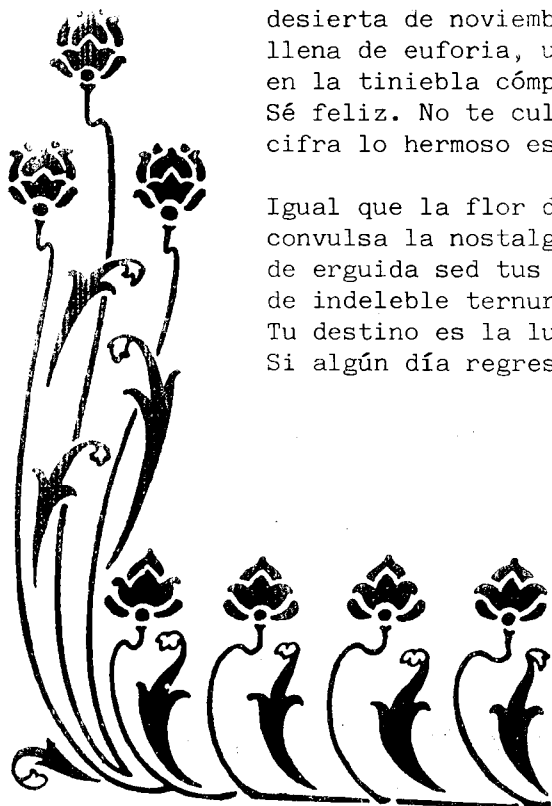 desierta de noviemb
llena de euforia, u
en la tiniebla cómp
Sé feliz. No te cul
cifra lo hermoso es
Igual que la flor d
convulsa la nostalg
de erguida sed tus
de indeleble ternur
Tu destino es la lu
Si algún día regres